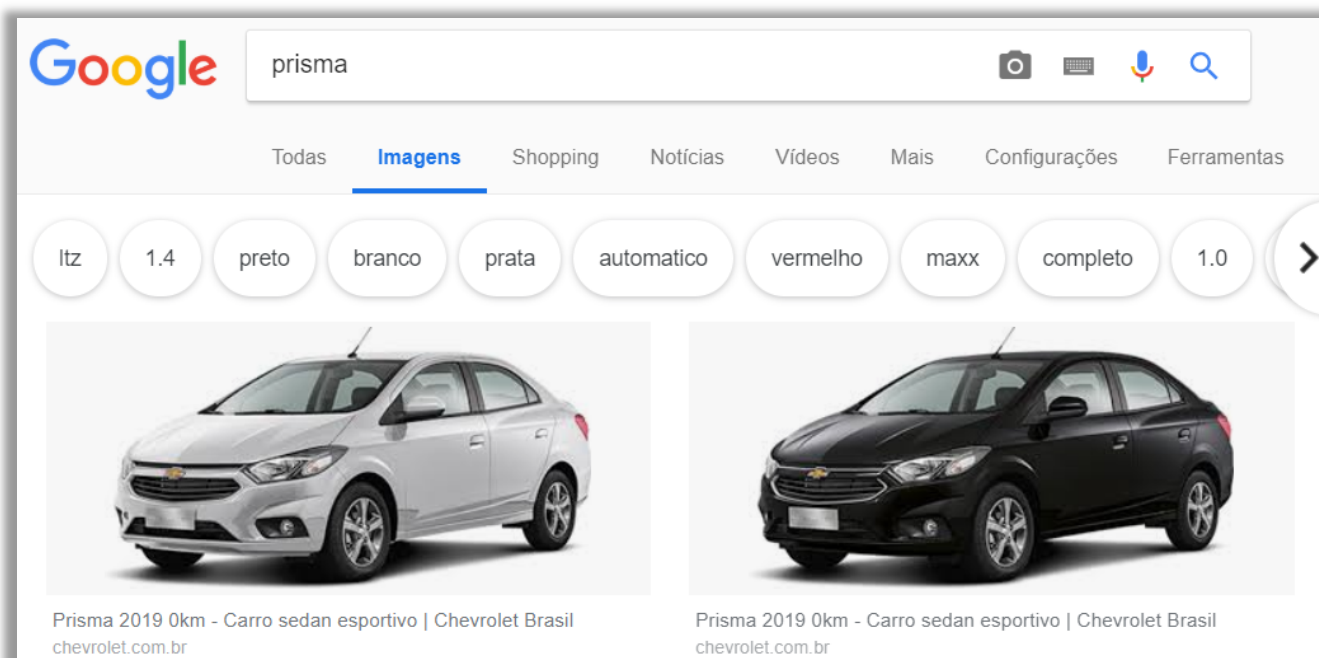 Google prisma
Todas Imagens Shopping Notícias Vídeos Mais Configurações Ferramentas
ltz 1.4 preto branco prata automatico vermelho maxx completo 1.0
Prisma 2019 0km - Carro sedan esportivo | Chevrolet Brasil
chevrolet.com.br
Prisma 2019 0km - Carro sedan esportivo | Chevrolet Brasil
chevrolet.com.br